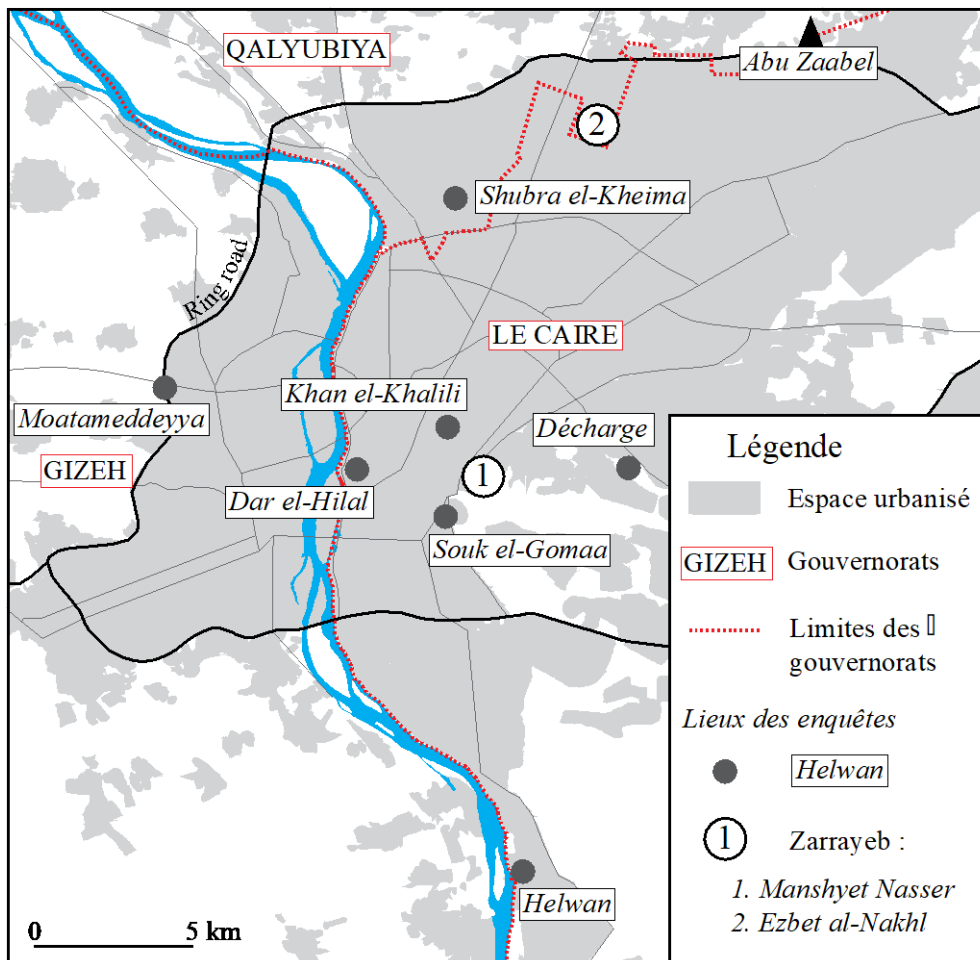 QALYUBIYA
Abu Zaabel
2
Shubra el-Kheima
Ring road
LE CAIRE
Khan el-Khalili
Moatameddeyya
Décharge
GIZEH
1
Dar el-Hilal
Souk el-Gomaa
Helwan
0 5 km
Légende
Espace urbanisé
GIZEH Gouvernorats
Limites des
gouvernorats
Lieux des enquêtes
Helwan
1 Zarrayeb :
1. Manshyet Nasser
2. Ezbet al-Nakhl